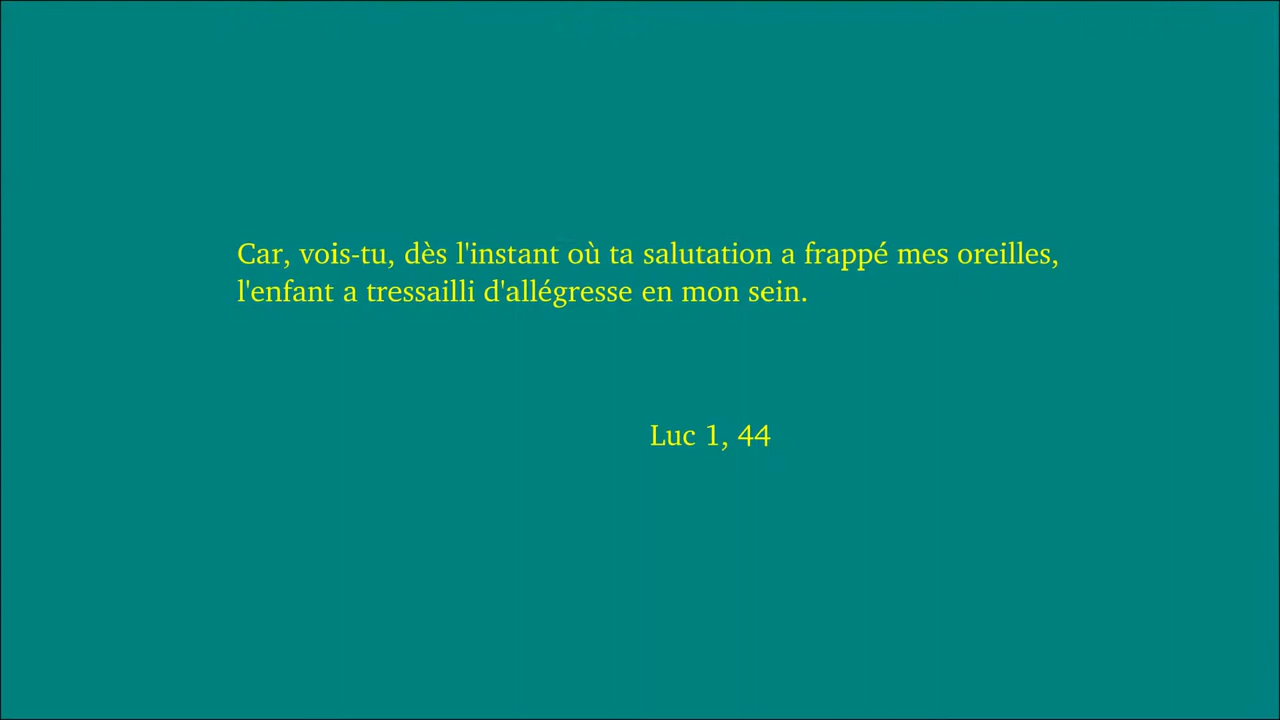 Car, vois-tu, dès l'instant où ta salutation a frappé mes oreilles,
l'enfant a tressailli d'allégresse en mon sein.
Luc 1, 44